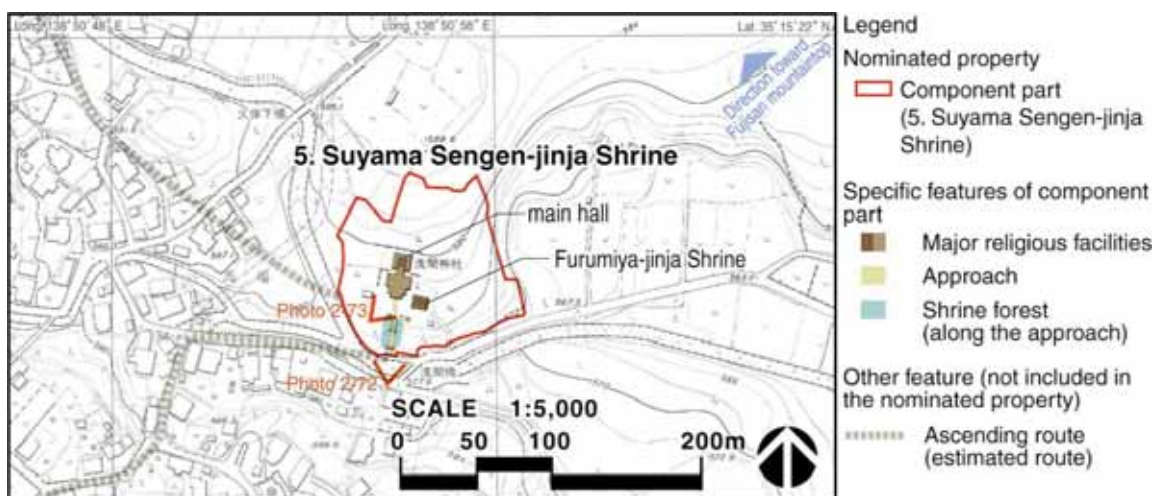 Long. 138°50′48″E
Long. 138°50′58″E
Lat. 35°15′22″N
Direction toward
Fujisan mountaintop
5. Suyama Sengen-jinja Shrine
main hall
浅間神社
Furumiya-jinja Shrine
Photo 2-73
Photo 2-72
SCALE 1:5,000
0 50 100 200m
Legend
Nominated property
Component part
(5. Suyama Sengen-jinja
Shrine)
Specific features of component
part
Major religious facilities
Approach
Shrine forest
(along the approach)
Other feature (not included in
the nominated property)
Ascending route
(estimated route)